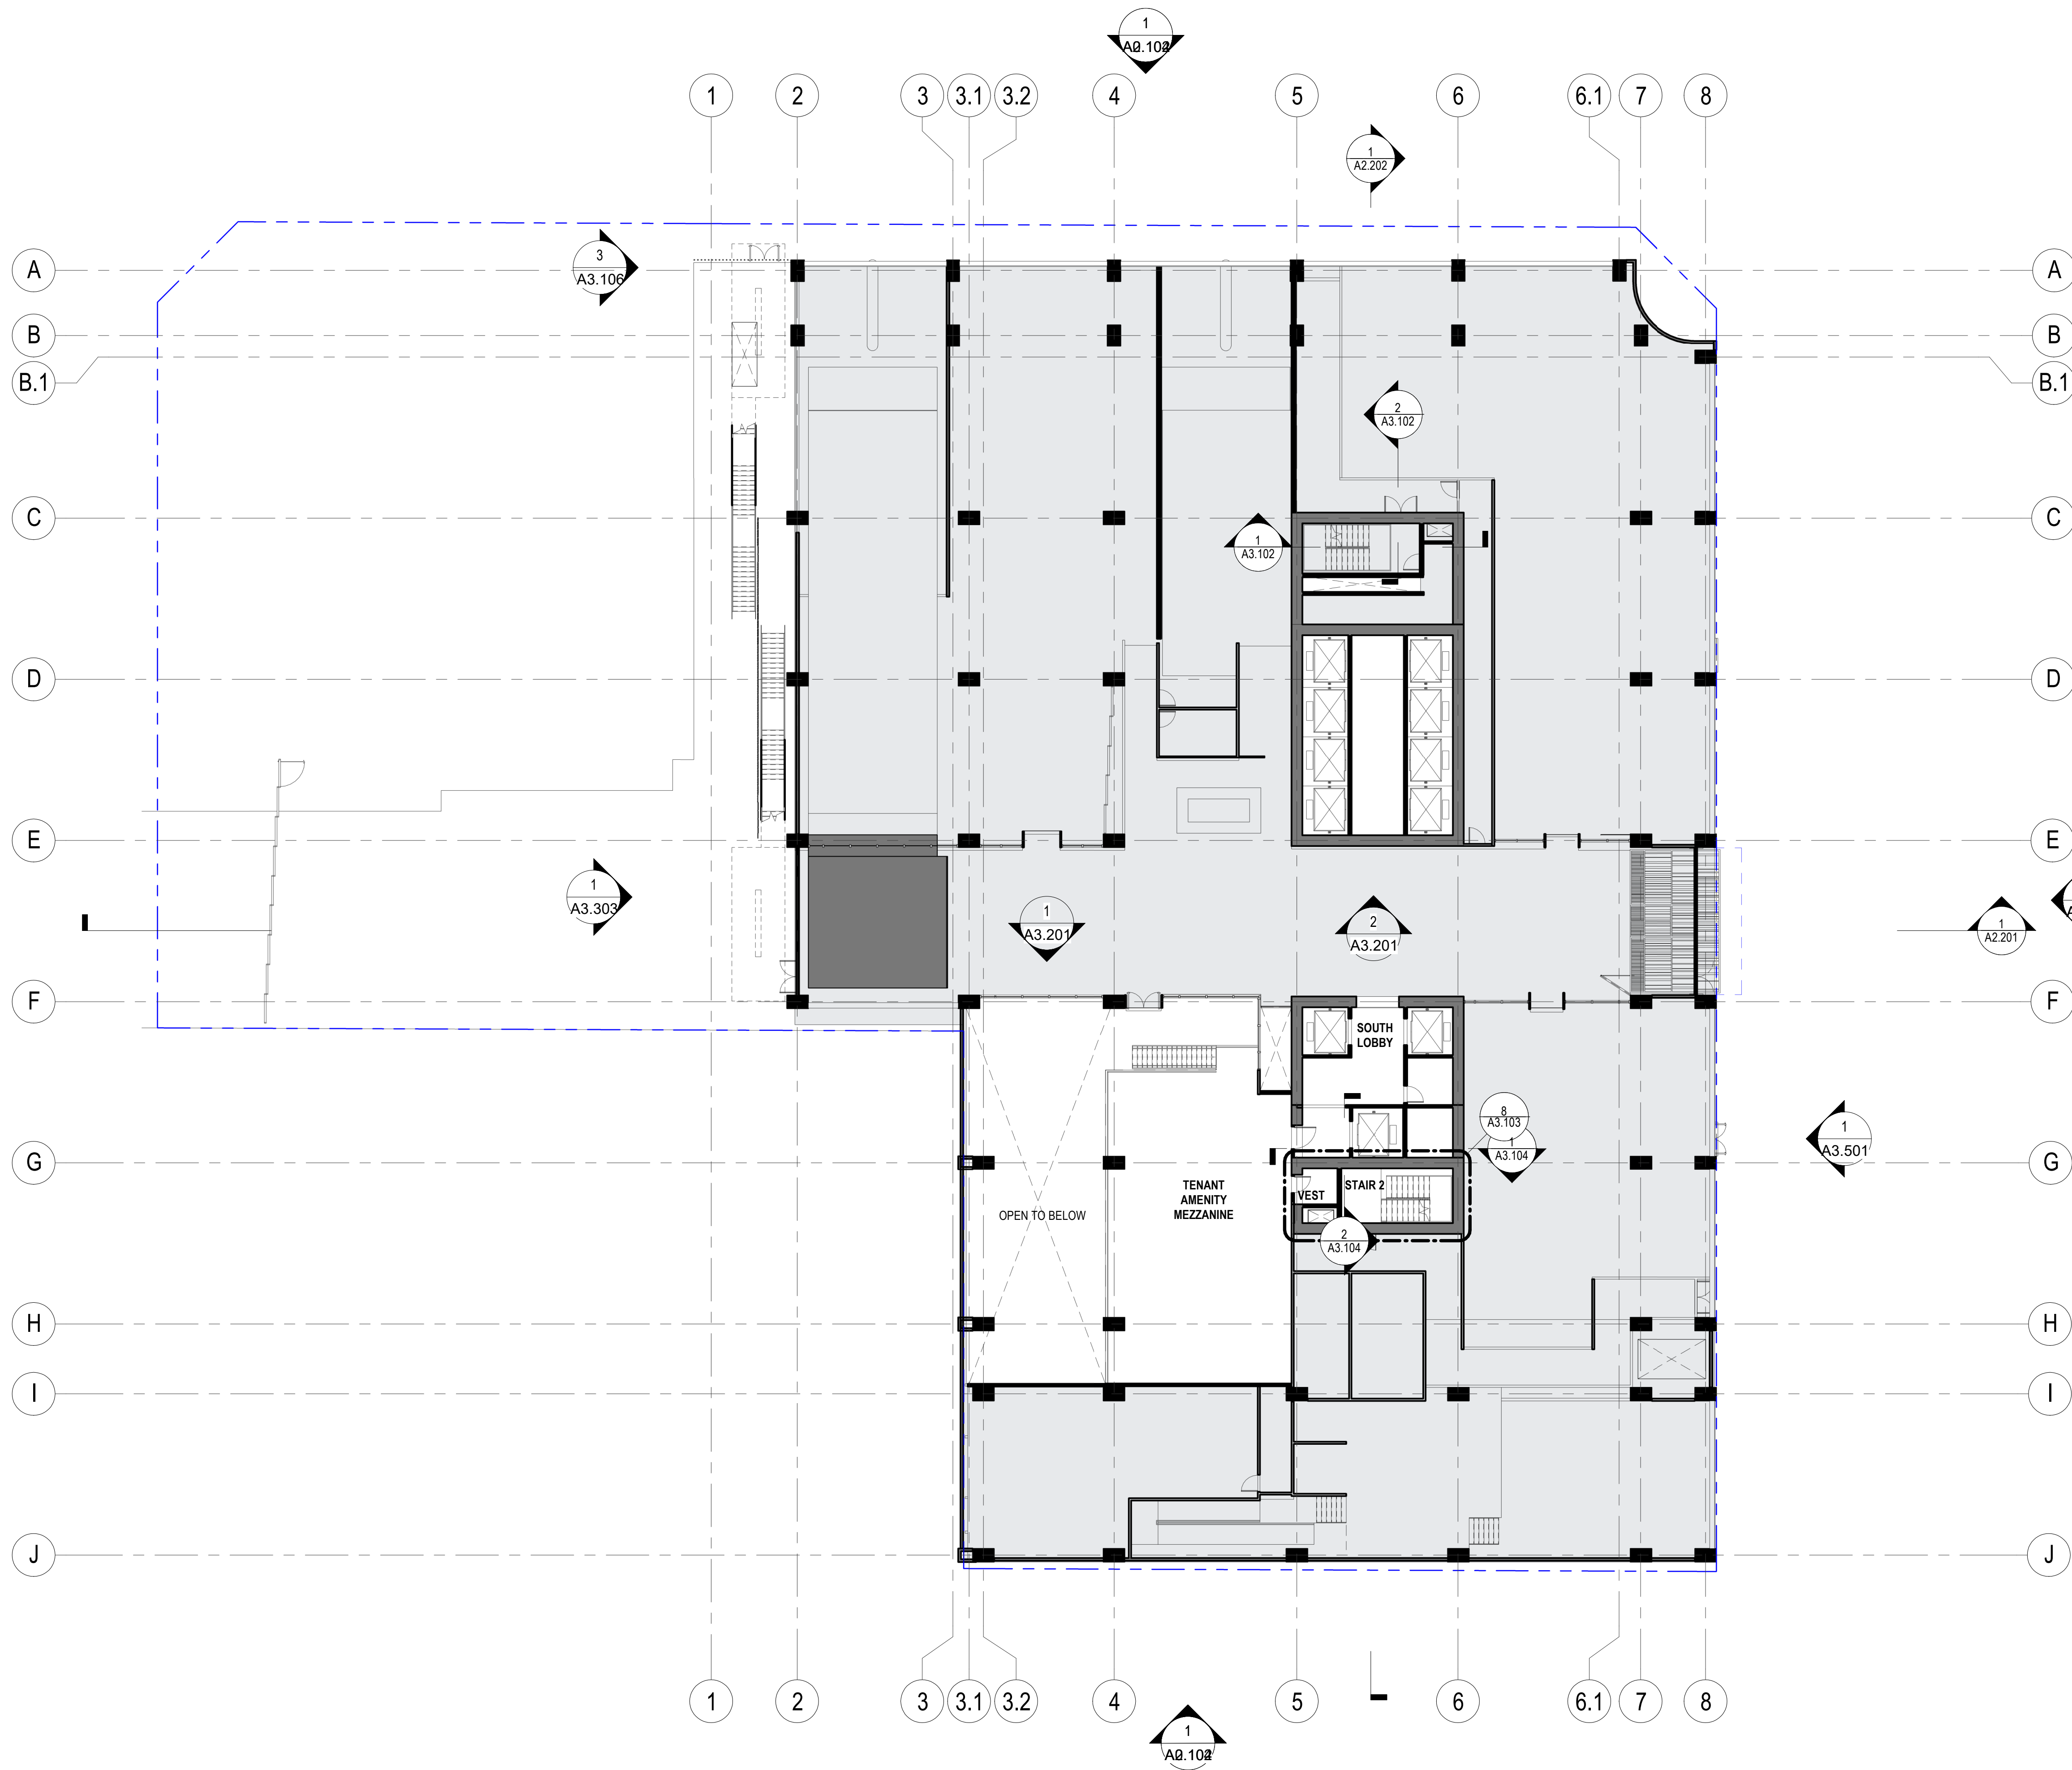 1
1
2
3
3.1
3.2
4
5
6
6.1
7
8
1
A2.202
A
3
A3.106
A
B
B
B.1
B.1
2
A3.102
C
C
1
A3.102
D
D
E
E
1
A3.303
1
A3.201
2
A3.201
1
A2.201
F
F
SOUTH
LOBBY
8
A3.103
1
A3.104
1
A3.501
G
G
TENANT
AMENITY
MEZZANINE
VEST
STAIR 2
OPEN TO BELOW
2
A3.104
H
H
I
I
J
J
1
2
3
3.1
3.2
4
5
6
6.1
7
8
1